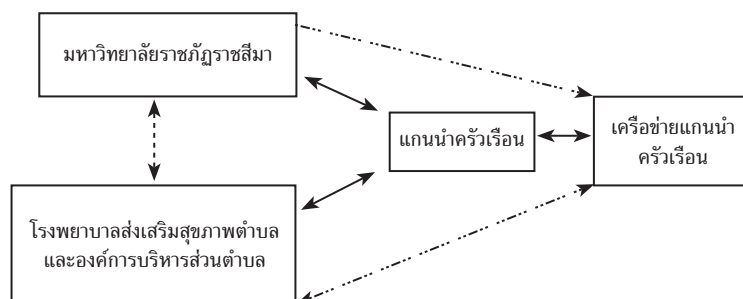 มหาวิทยาลัยราชภัฏราชสีมา
แกนนำครัวเรือน
เครือข่ายแกนนำ
ครัวเรือน
โรงพยาบาลส่งเสริมสุขภาพตำบล
และองค์การบริหารส่วนตำบล